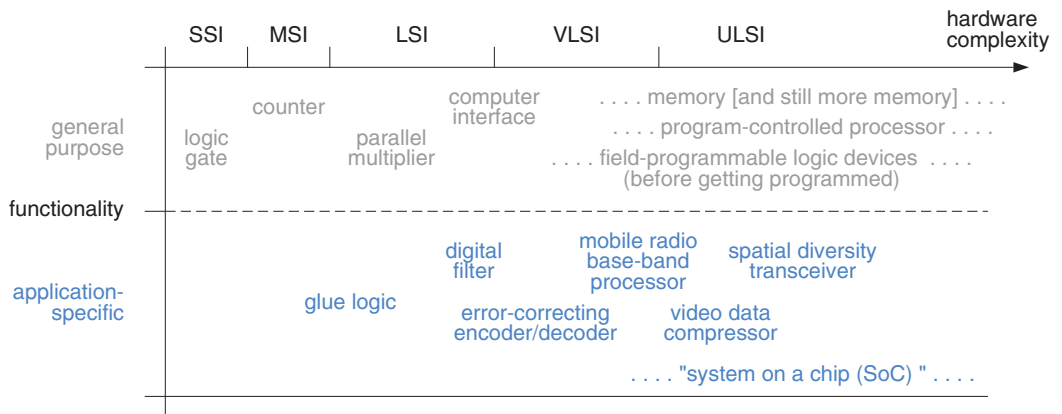 SSI MSI LSI VLSI ULSI
hardware
complexity
general
purpose
logic
gate
counter
parallel
multiplier
computer
interface
. . . . memory [and still more memory] . . . .
. . . . program-controlled processor . . . .
. . . . field-programmable logic devices . . . .
(before getting programmed)
functionality
application-
specific
glue logic
digital
filter
error-correcting
encoder/decoder
mobile radio
base-band
processor
video data
compressor
spatial diversity
transceiver
. . . . "system on a chip (SoC) " . . . .